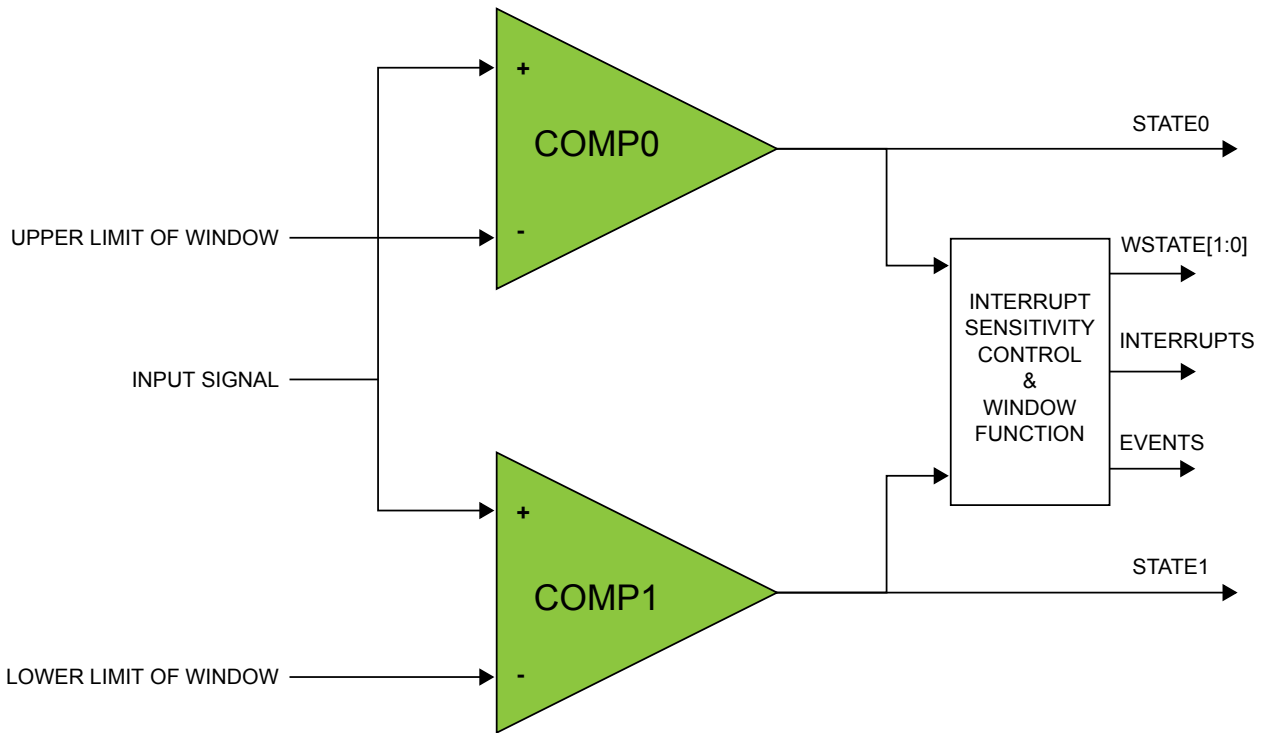 +
COMP0
-
STATE0
UPPER LIMIT OF WINDOW
WSTATE[1:0]
INTERRUPT
SENSITIVITY
CONTROL
&
WINDOW
FUNCTION
INTERRUPTS
EVENTS
INPUT SIGNAL
+
COMP1
-
STATE1
LOWER LIMIT OF WINDOW